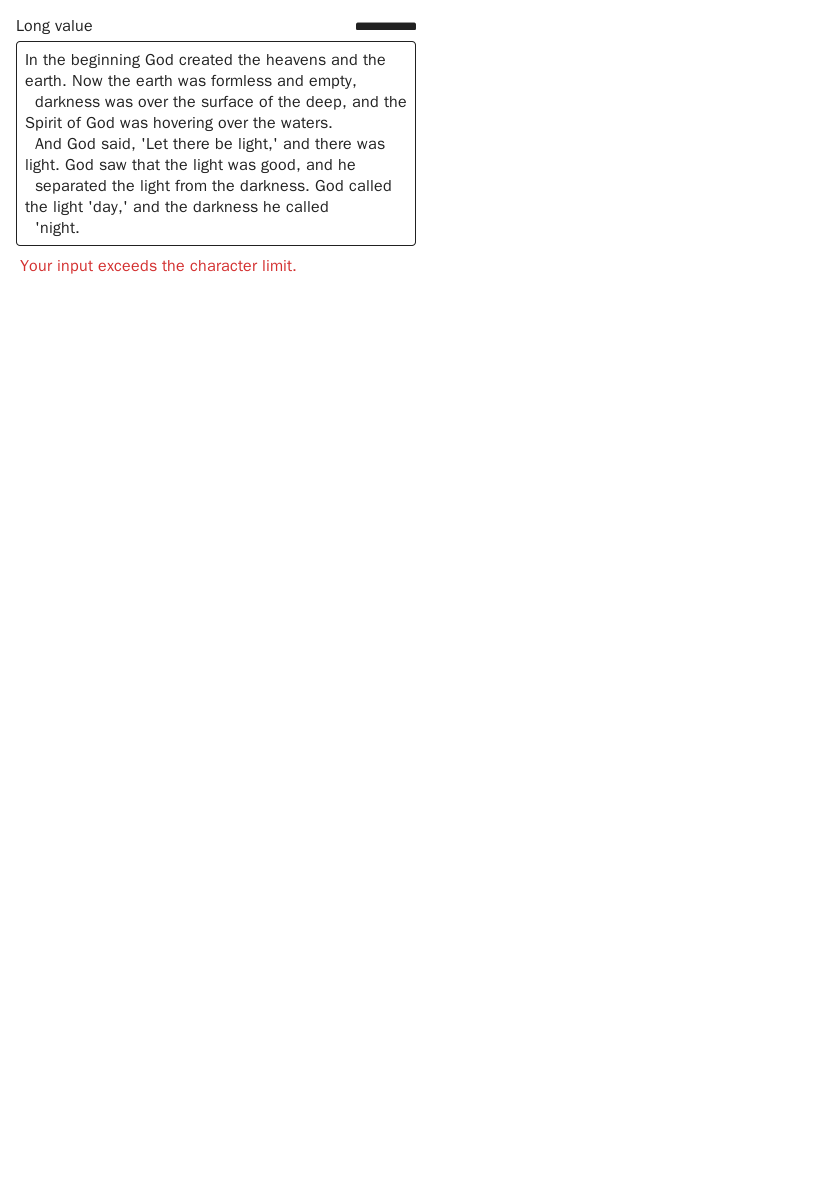 Long value
In the beginning God created the heavens and the
earth. Now the earth was formless and empty,
darkness was over the surface of the deep, and the
Spirit of God was hovering over the waters.
And God said, 'Let there be light,' and there was
light. God saw that the light was good, and he
separated the light from the darkness. God called
the light 'day,' and the darkness he called
'night.
Your input exceeds the character limit.